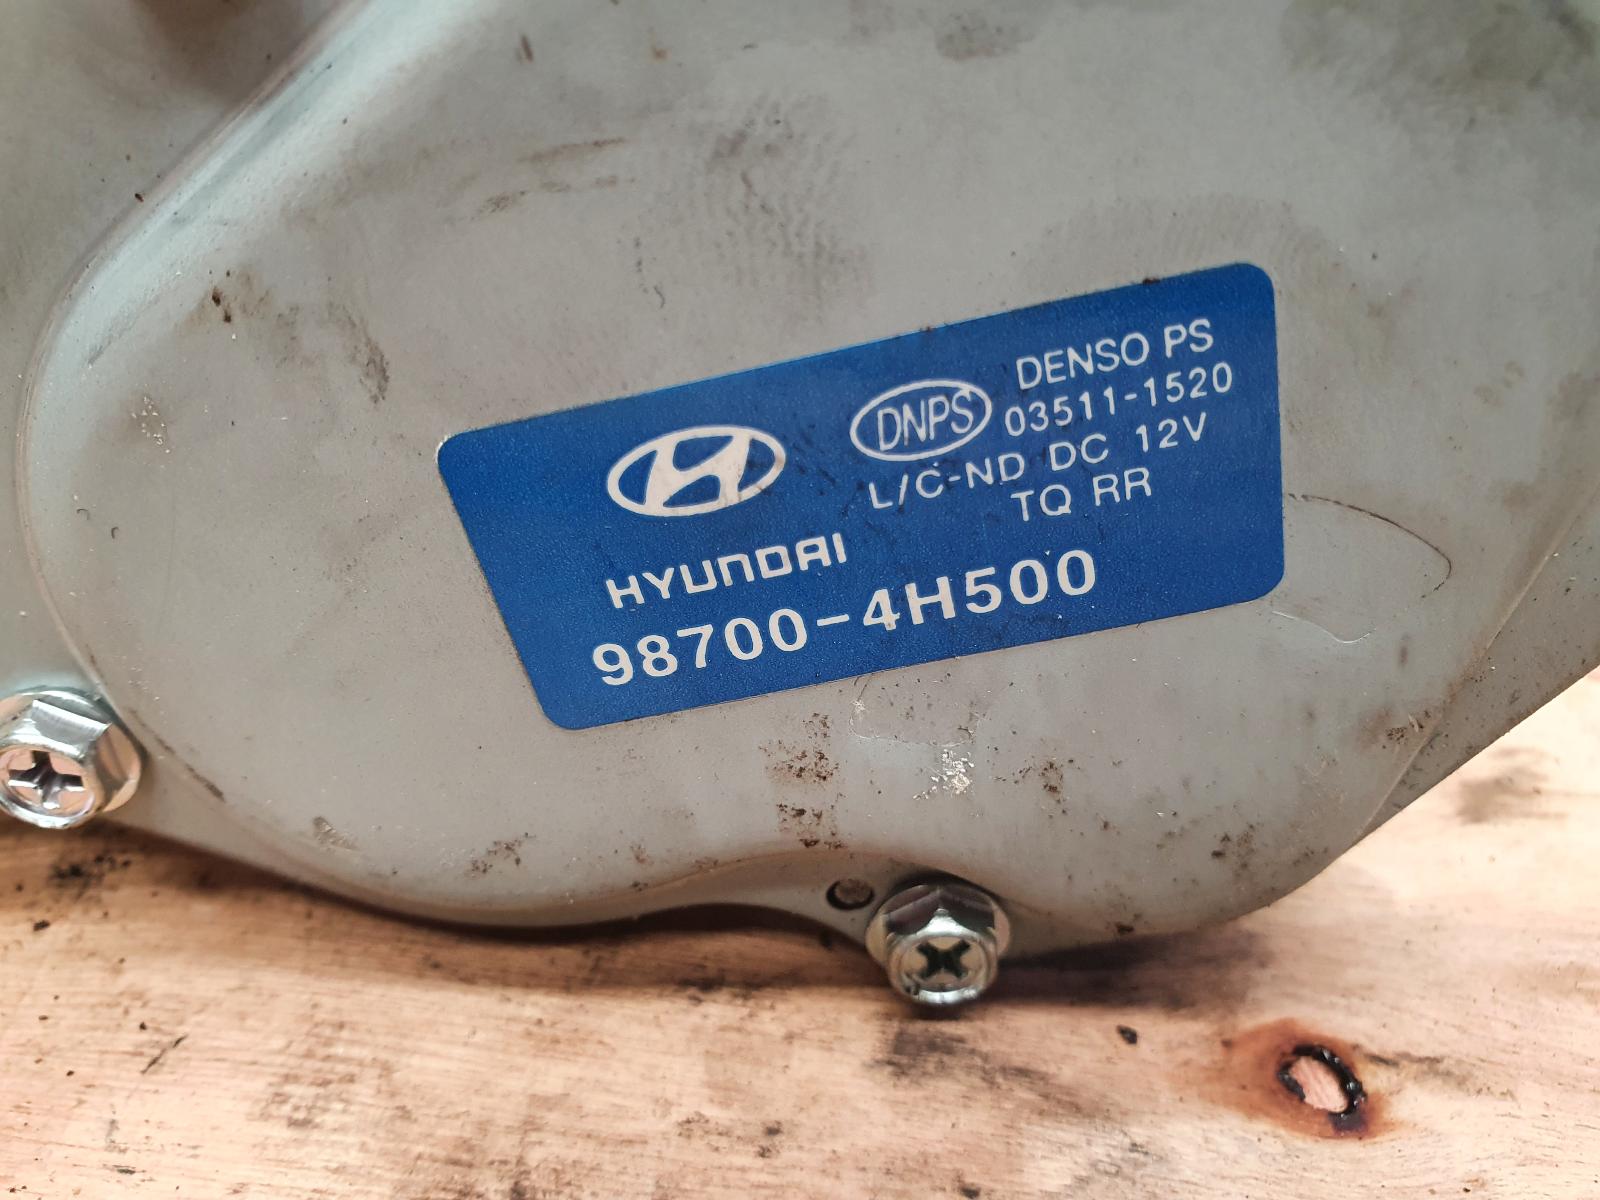 DENSO PS
DNPS 03511-1520
L/C-ND DC 12V
TQ RR
HYUNDAI
98700-4H500